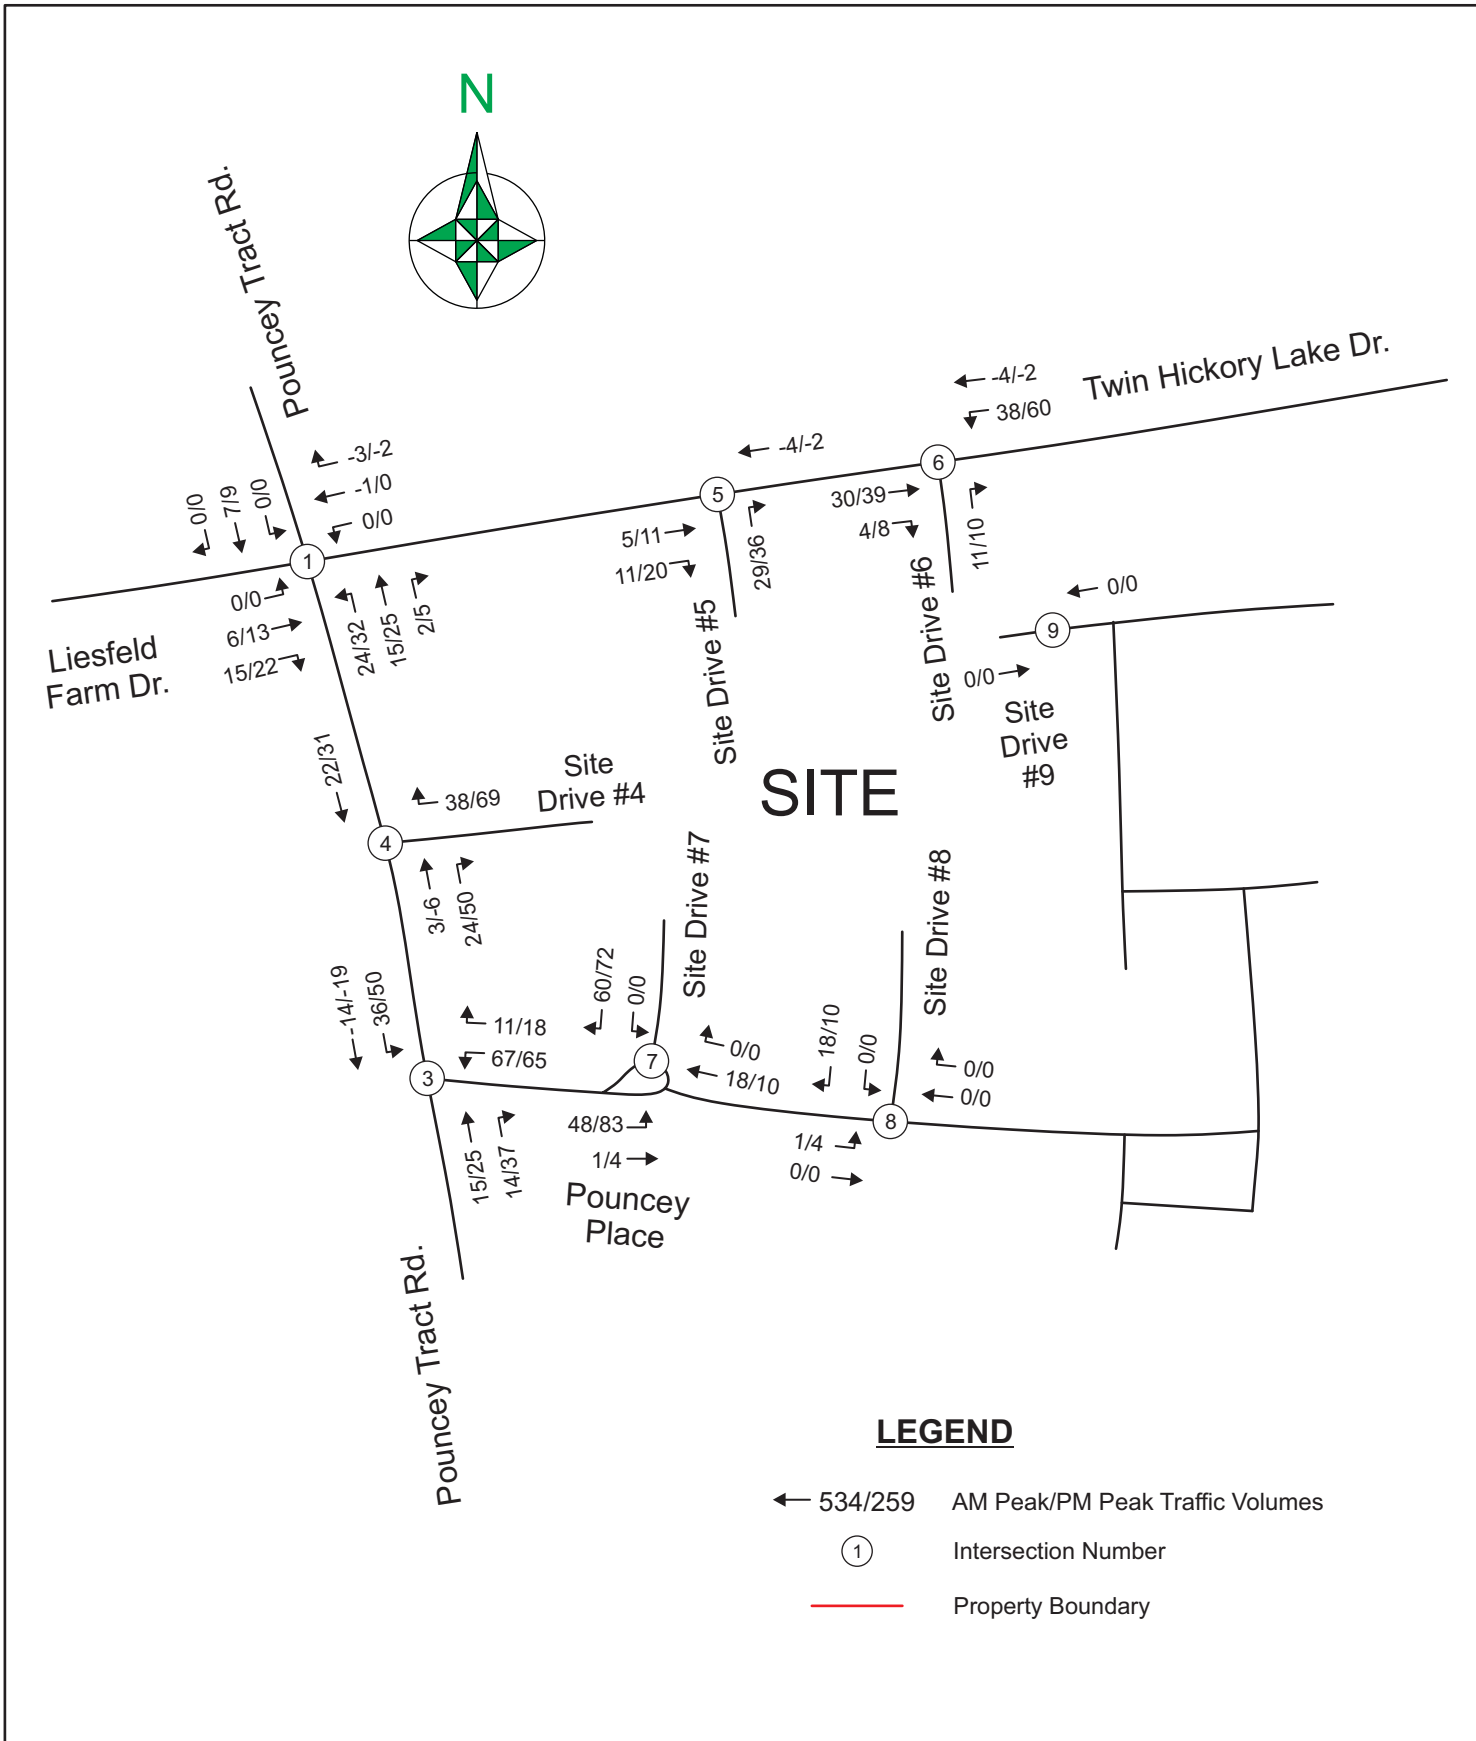 N
Pouncey Tract Rd.
Twin Hickory Lake Dr.
-4/-2
38/60
-4/-2
6
30/39
4/8
11/10
5
5/11
11/20
29/36
-3/-2
-1/0
0/0
0/0
7/9
0/0
1
0/0
6/13
15/22
24/32
15/25
2/5
Liesfeld
Farm Dr.
Site Drive #5
Site Drive #6
0/0
9
0/0
Site
Drive
#9
22/31
38/69
Site
Drive #4
SITE
4
3/-6
24/50
Site Drive #7
Site Drive #8
-14/-19
36/50
11/18
67/65
3
60/72
0/0
7
0/0
18/10
18/10
0/0
0/0
0/0
8
15/25
14/37
48/83
1/4
1/4
0/0
Pouncey
Place
Pouncey Tract Rd.
LEGEND
534/259 AM Peak/PM Peak Traffic Volumes
1 Intersection Number
Property Boundary